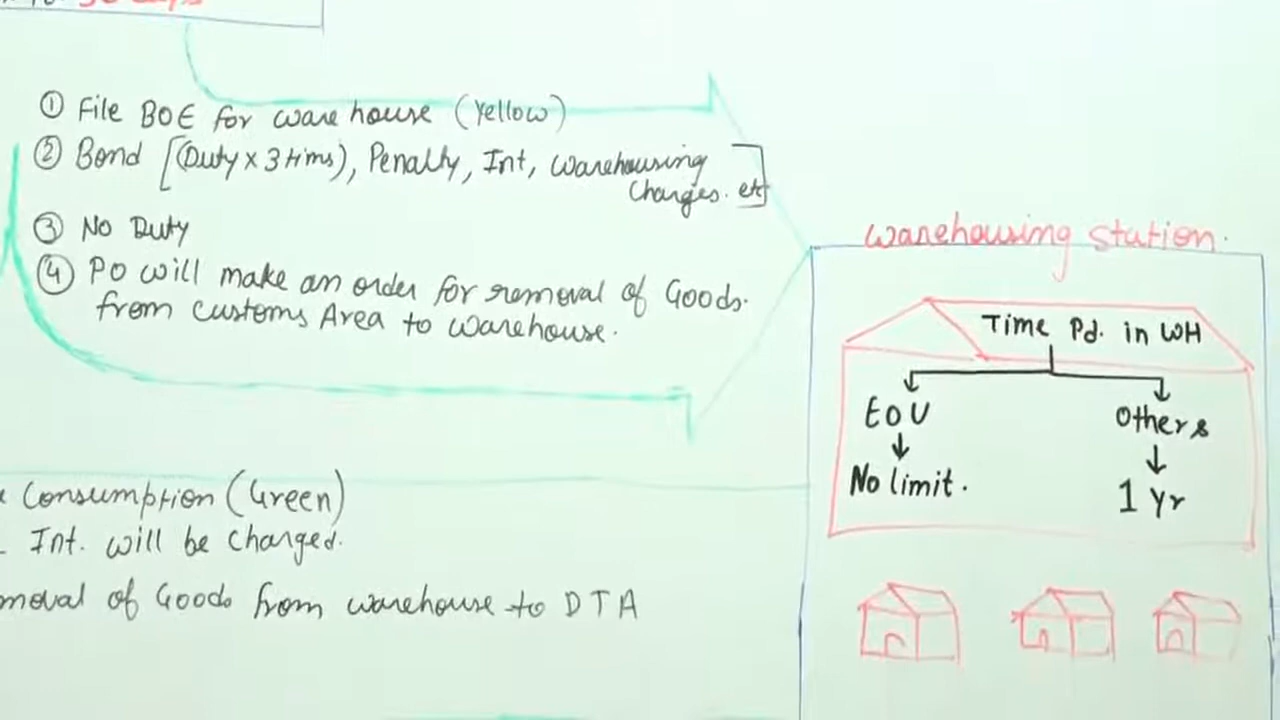 ① File BOE for warehouse (Yellow)
② Bond [(Duty x 3 tims), Penalty, Int, Warehousing
Charges. etc]
③ No Duty
④ PO will make an order for removal of Goods.
from Customs Area to Warehouse.
Warehousing Station.
Time Pd. in WH
EOU
Others
No limit.
1 Yr
Consumption (Green)
Int. will be charged.
moval of Goods from warehouse to DTA